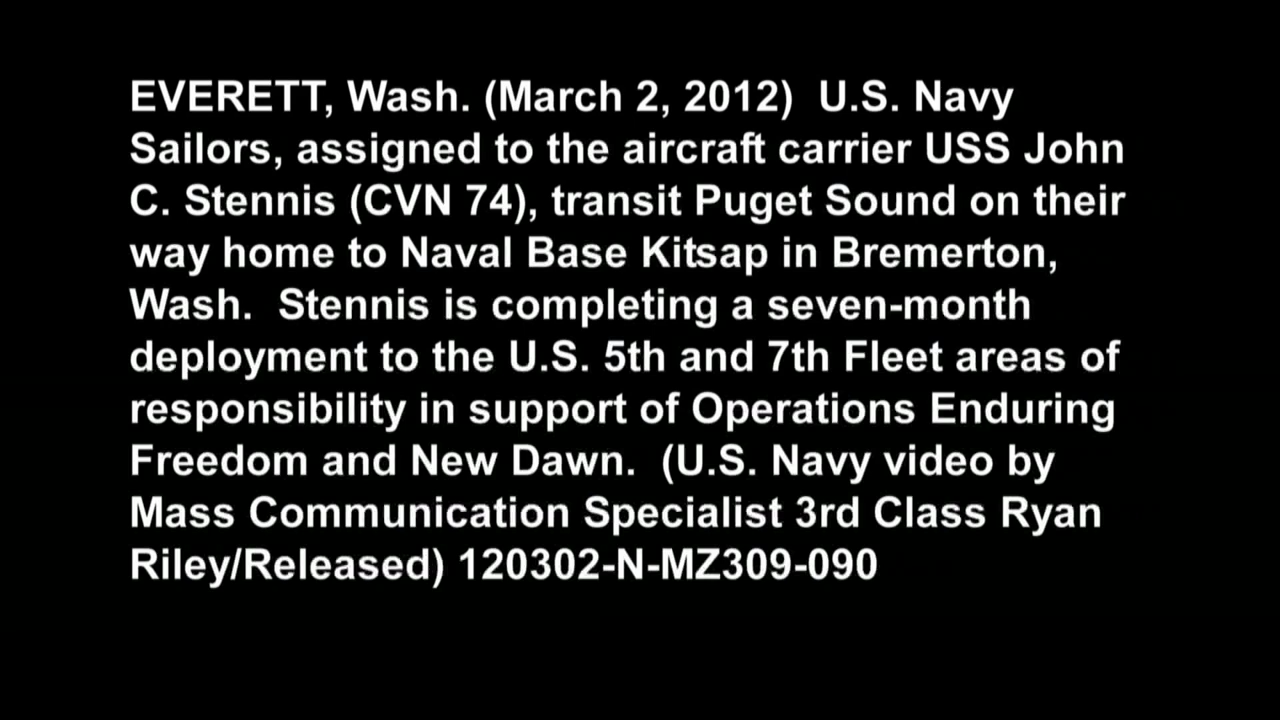 EVERETT, Wash. (March 2, 2012)  U.S. Navy
Sailors, assigned to the aircraft carrier USS John
C. Stennis (CVN 74), transit Puget Sound on their
way home to Naval Base Kitsap in Bremerton,
Wash.  Stennis is completing a seven-month
deployment to the U.S. 5th and 7th Fleet areas of
responsibility in support of Operations Enduring
Freedom and New Dawn.  (U.S. Navy video by
Mass Communication Specialist 3rd Class Ryan
Riley/Released) 120302-N-MZ309-090